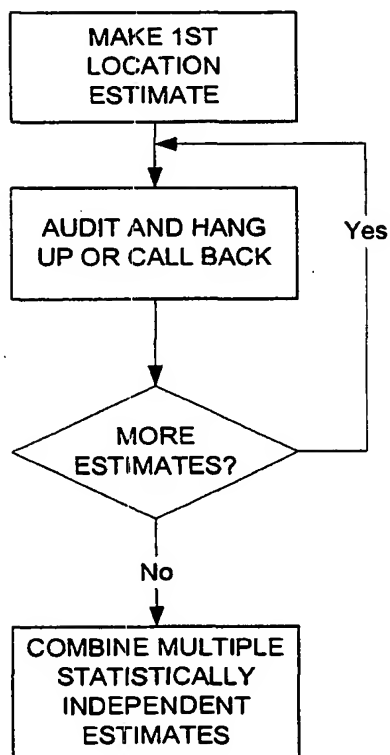 MAKE 1ST
LOCATION
ESTIMATE
AUDIT AND HANG
UP OR CALL BACK
Yes
MORE
ESTIMATES?
No
COMBINE MULTIPLE
STATISTICALLY
INDEPENDENT
ESTIMATES